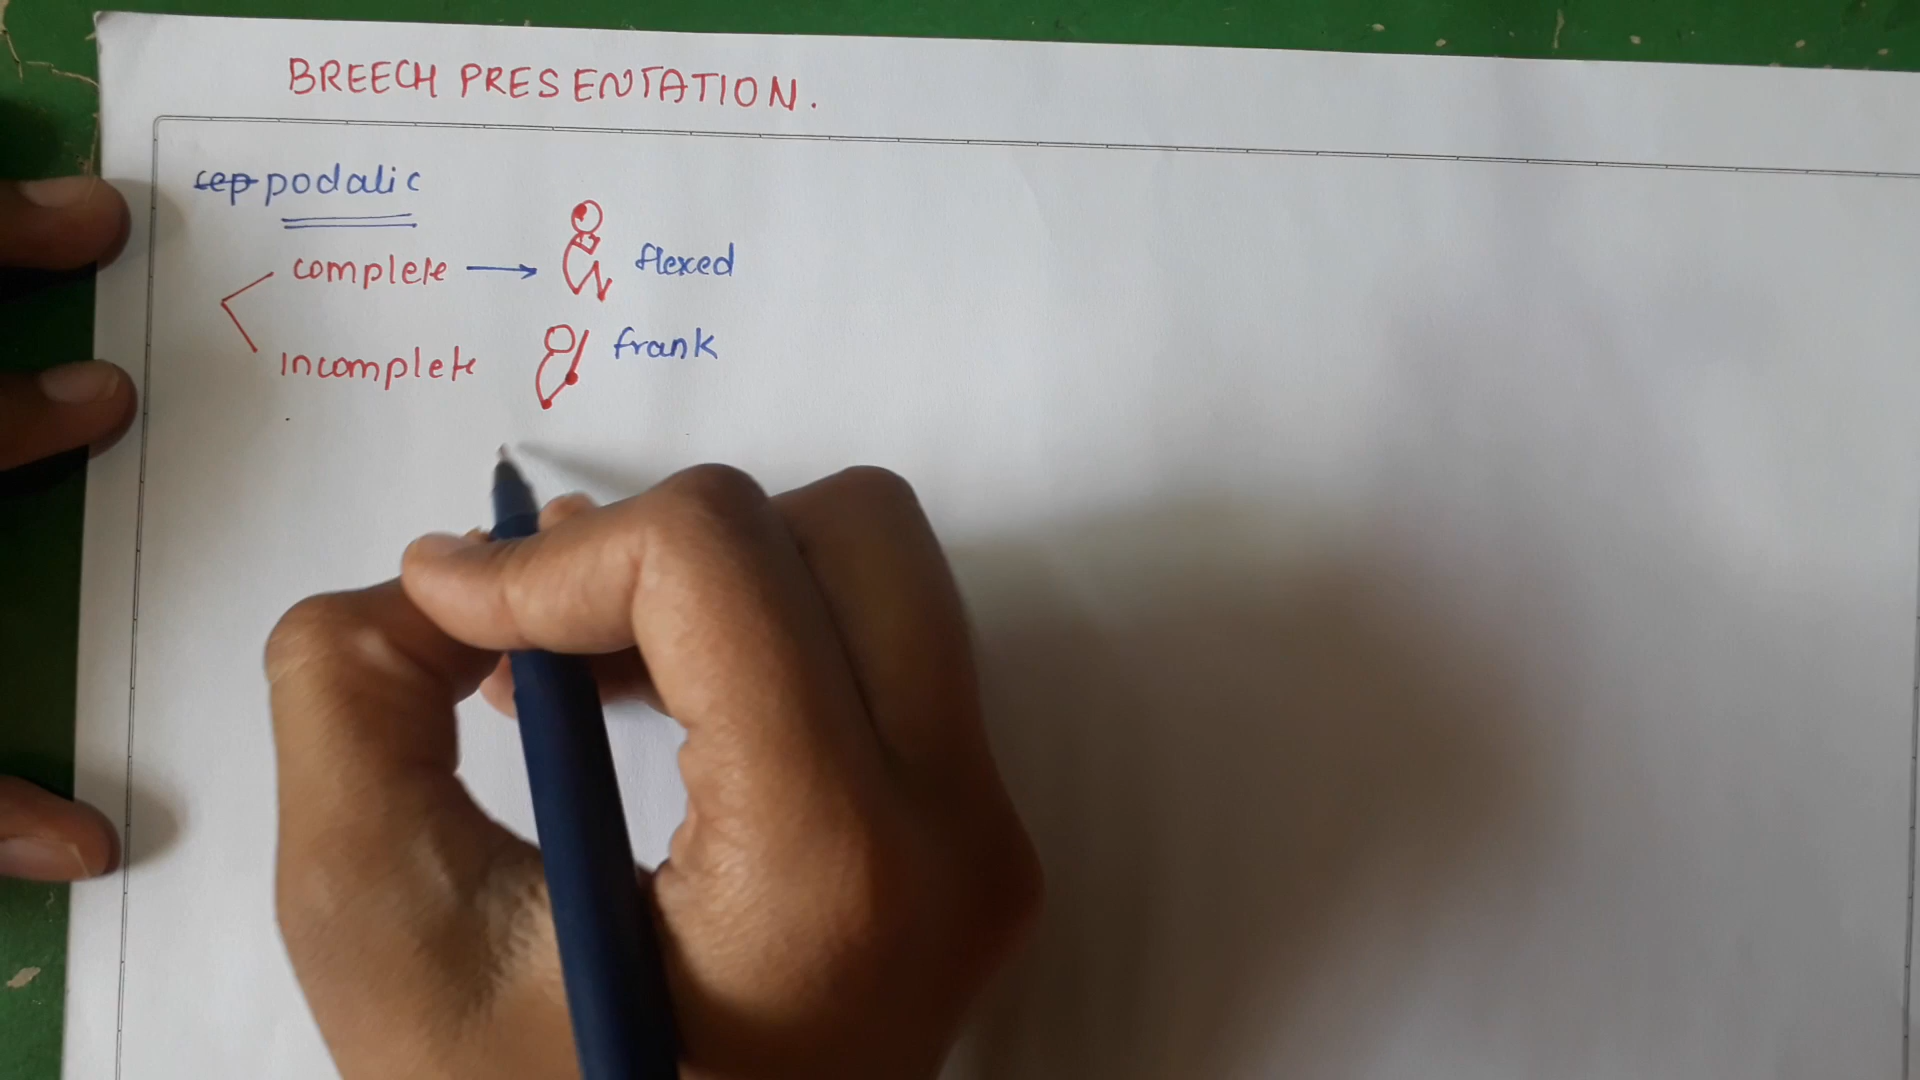 BREECH PRESENTATION.
cep podalic
complete → flexed
incomplete frank